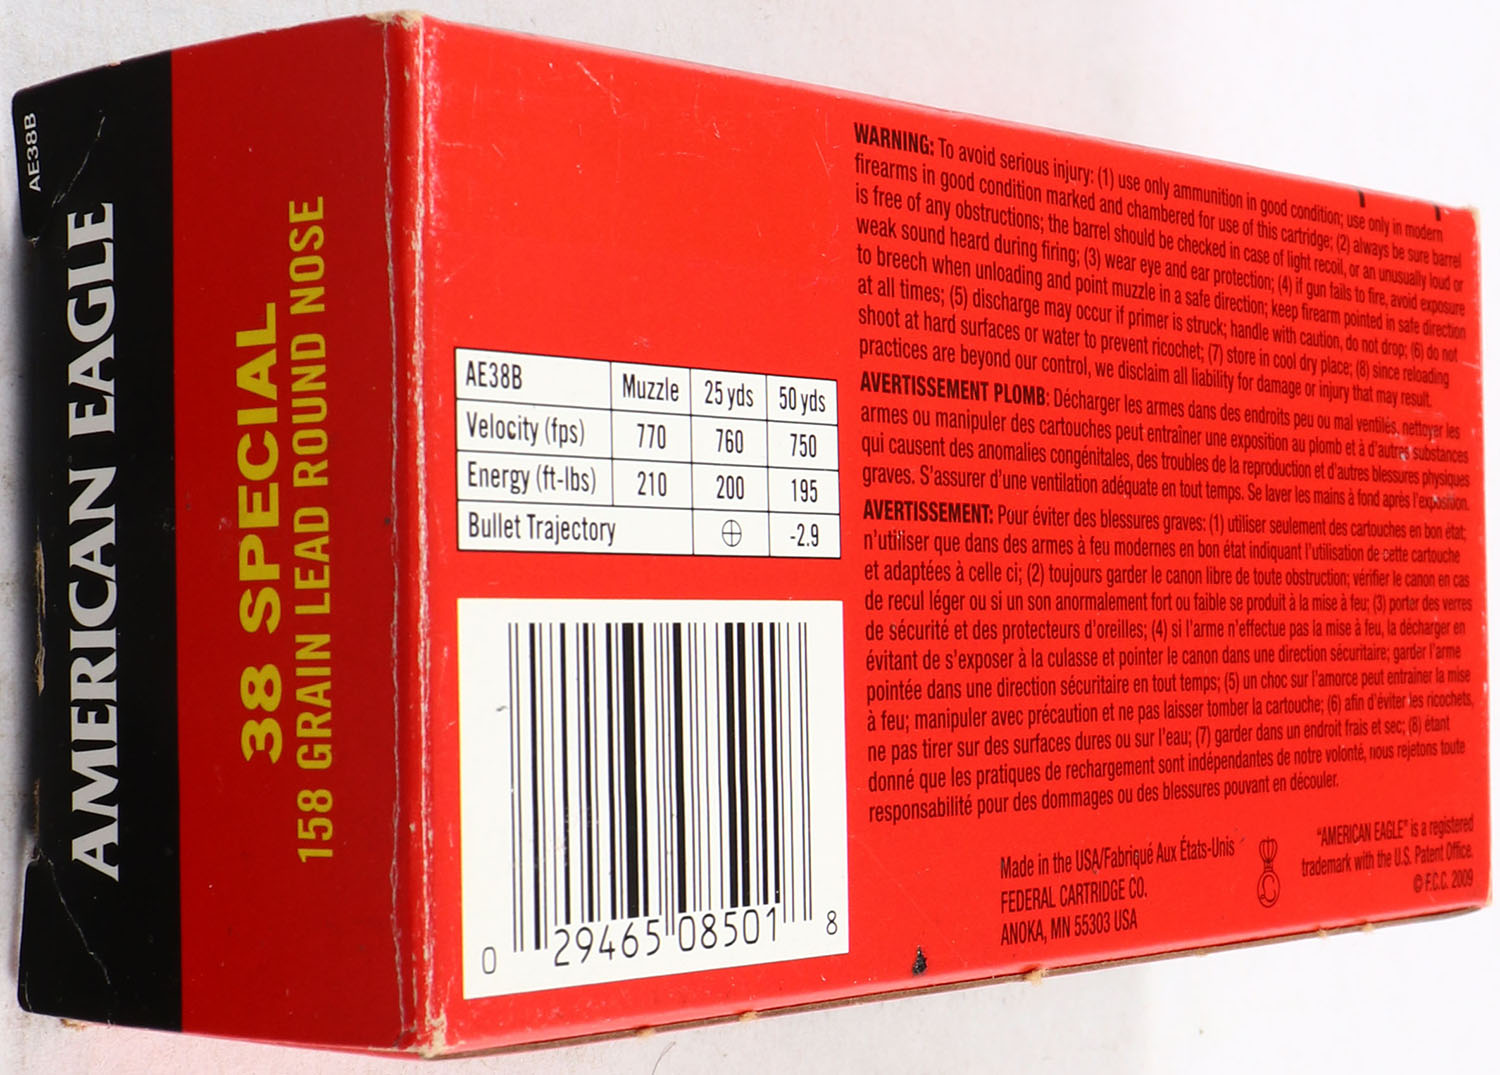 AE38B
AMERICAN EAGLE
38 SPECIAL
158 GRAIN LEAD ROUND NOSE
AE38B Muzzle 25 yds 50 yds
Velocity (fps) 770 760 750
Energy (ft-lbs) 210 200 195
Bullet Trajectory ⊕ -2.9
0 29465 08501 8
WARNING: To avoid serious injury: (1) use only ammunition in good condition; use only in modern
firearms in good condition marked and chambered for use of this cartridge; (2) always be sure barrel
is free of any obstructions; the barrel should be checked in case of light recoil, or an unusually loud or
weak sound heard during firing; (3) wear eye and ear protection; (4) if gun fails to fire, avoid exposure
to breech when unloading and point muzzle in a safe direction; keep firearm pointed in safe direction
at all times; (5) discharge may occur if primer is struck; handle with caution, do not drop; (6) do not
shoot at hard surfaces or water to prevent ricochet; (7) store in cool dry place; (8) since reloading
practices are beyond our control, we disclaim all liability for damage or injury that may result.
AVERTISSEMENT PLOMB: Décharger les armes dans des endroits peu ou mal ventilés, nettoyer les
armes ou manipuler des cartouches peut entraîner une exposition au plomb et à d'autres substances
qui causent des anomalies congénitales, des troubles de la reproduction et d'autres blessures physiques
graves. S'assurer d'une ventilation adéquate en tout temps. Se laver les mains à fond après l'exposition.
AVERTISSEMENT: Pour éviter des blessures graves: (1) utiliser seulement des cartouches en bon état;
n'utiliser que dans des armes à feu modernes en bon état indiquant l'utilisation de cette cartouche
et adaptées à celle ci; (2) toujours garder le canon libre de toute obstruction; vérifier le canon en cas
de recul léger ou si un son anormalement fort ou faible se produit à la mise à feu; (3) porter des verres
de sécurité et des protecteurs d'oreilles; (4) si l'arme n'effectue pas la mise à feu, la décharger en
évitant de s'exposer à la culasse et pointer le canon dans une direction sécuritaire; garder l'arme
pointée dans une direction sécuritaire en tout temps; (5) un choc sur l'amorce peut entraîner la mise
à feu; manipuler avec précaution et ne pas laisser tomber la cartouche; (6) afin d'éviter les ricochets,
ne pas tirer sur des surfaces dures ou sur l'eau; (7) garder dans un endroit frais et sec; (8) étant
donné que les pratiques de rechargement sont indépendantes de notre volonté, nous rejetons toute
responsabilité pour des dommages ou des blessures pouvant en découler.
Made in the USA/Fabriqué Aux États-Unis
FEDERAL CARTRIDGE CO.
ANOKA, MN 55303 USA
"AMERICAN EAGLE" is a registered
trademark with the U.S. Patent Office.
© F.C.C. 2009